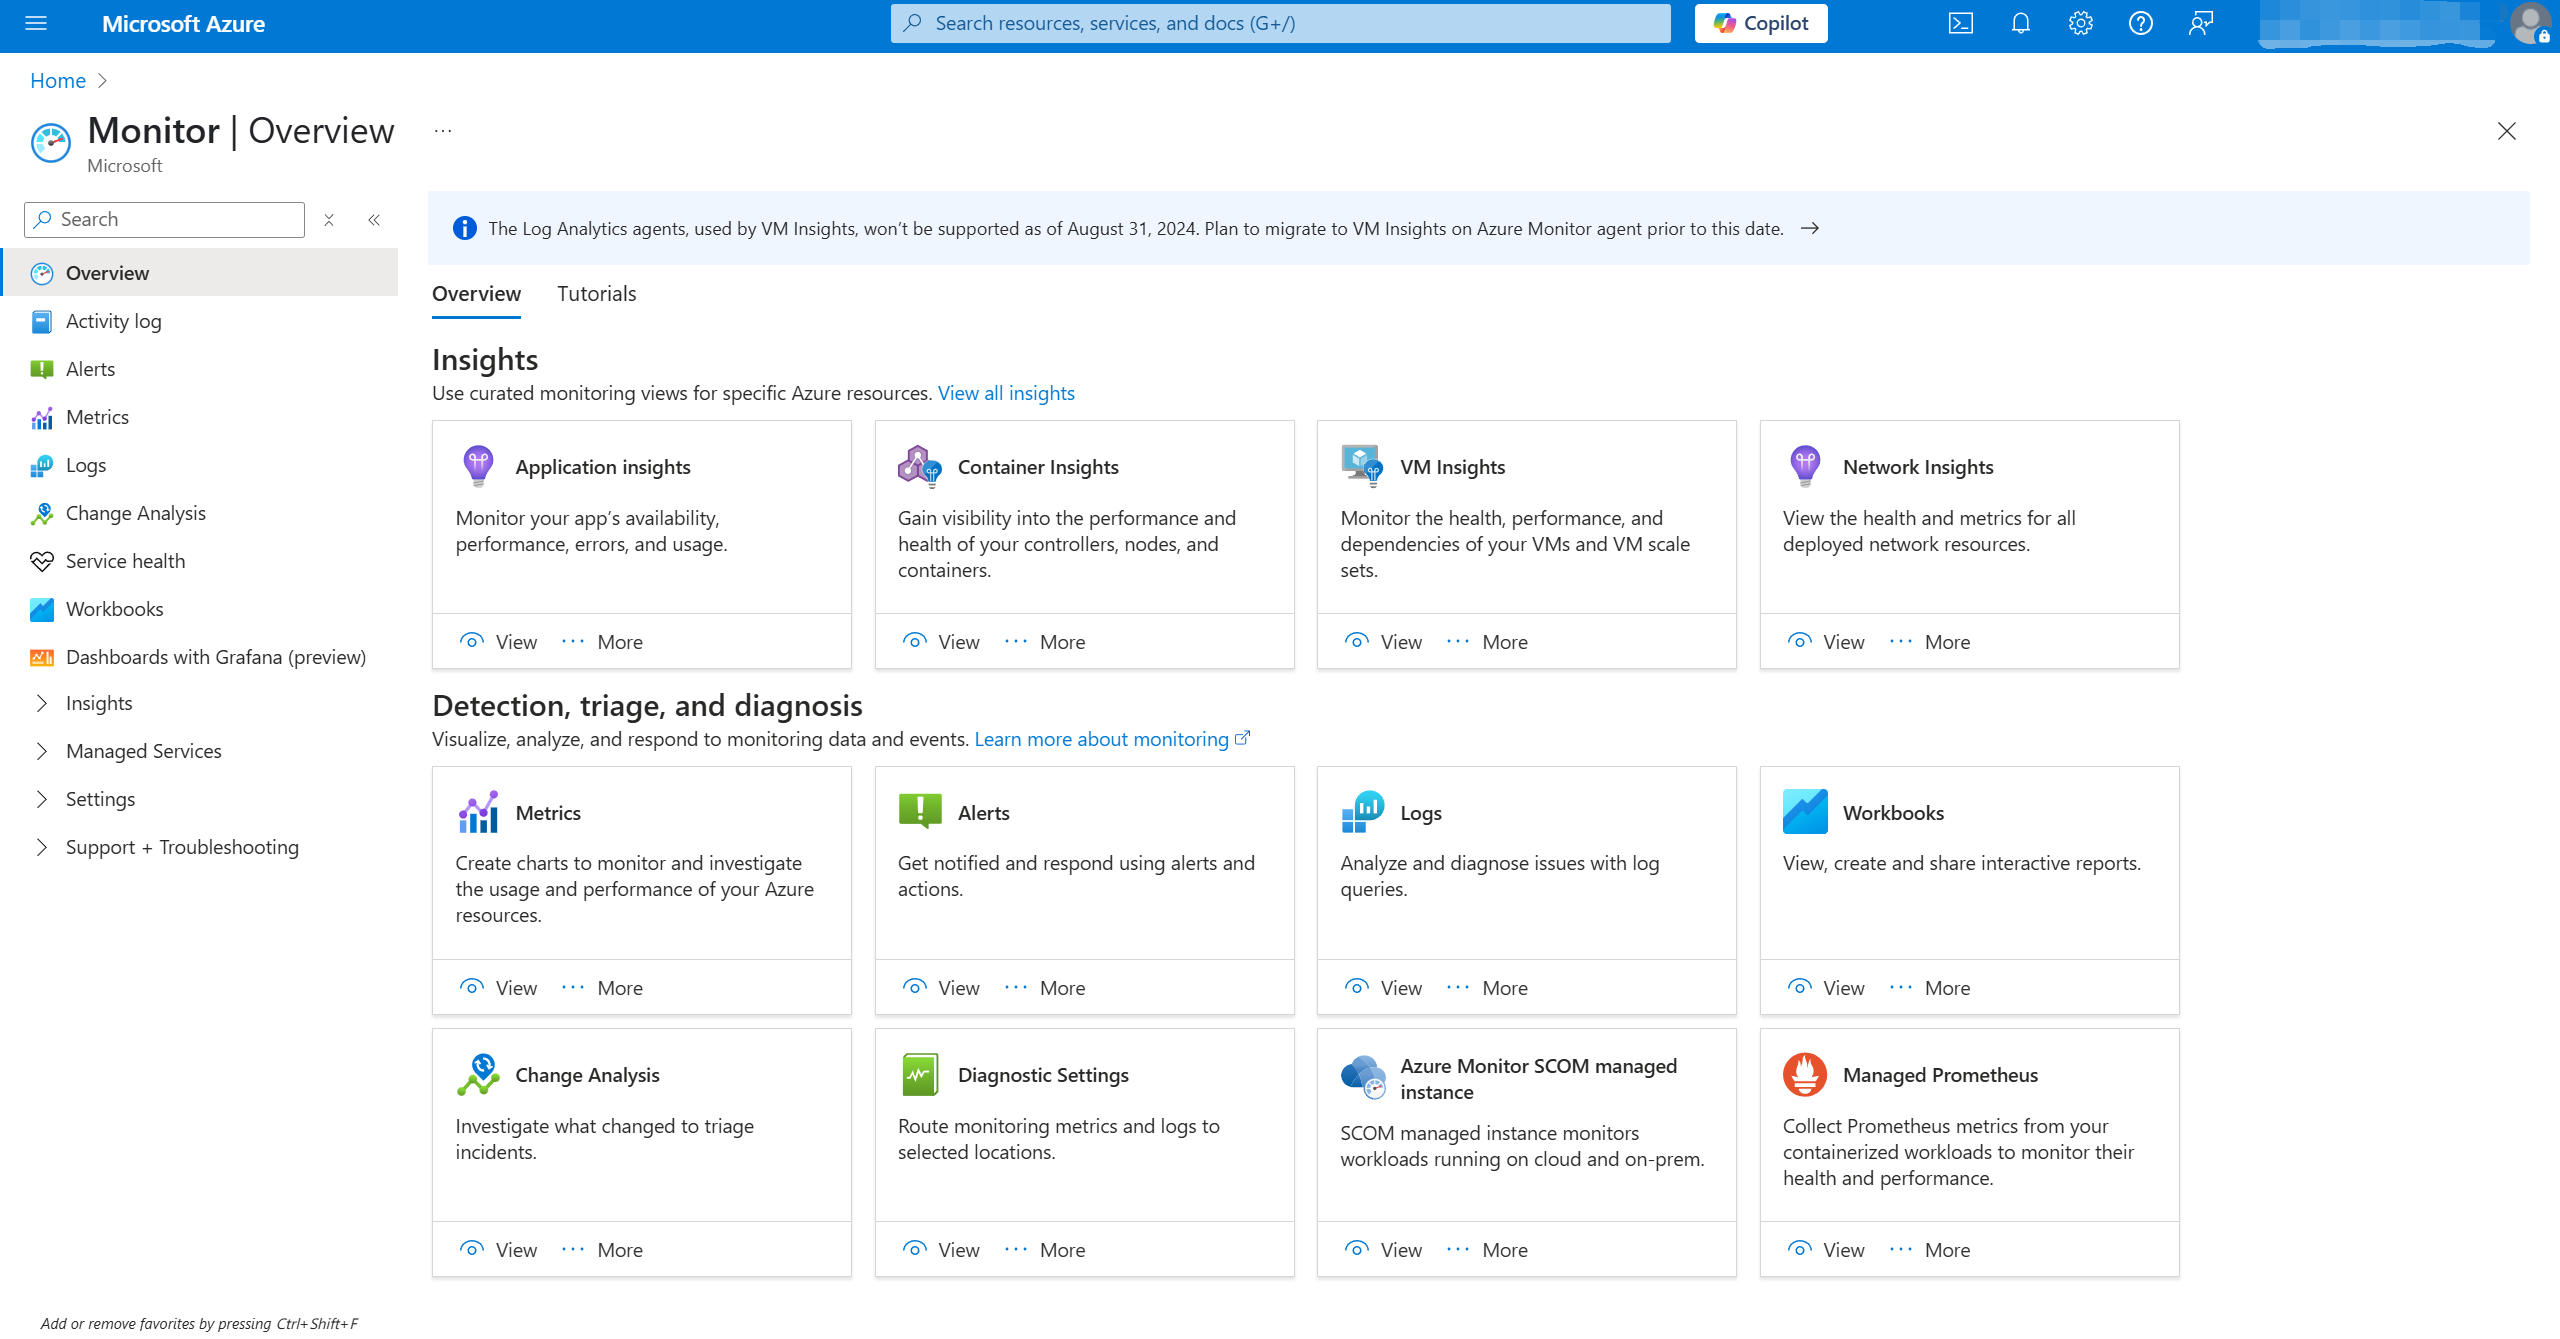 Microsoft Azure
Search resources, services, and docs (G+/)
Copilot
Home
Monitor | Overview
...
Microsoft
Search
The Log Analytics agents, used by VM Insights, won't be supported as of August 31, 2024. Plan to migrate to VM Insights on Azure Monitor agent prior to this date. →
Overview
Activity log
Alerts
Metrics
Logs
Change Analysis
Service health
Workbooks
Dashboards with Grafana (preview)
Insights
Managed Services
Settings
Support + Troubleshooting
Add or remove favorites by pressing Ctrl+Shift+F
Overview Tutorials
Insights
Use curated monitoring views for specific Azure resources. View all insights
Application insights
Monitor your app's availability,
performance, errors, and usage.
View ... More
Container Insights
Gain visibility into the performance and
health of your controllers, nodes, and
containers.
View ... More
VM Insights
Monitor the health, performance, and
dependencies of your VMs and VM scale
sets.
View ... More
Network Insights
View the health and metrics for all
deployed network resources.
View ... More
Detection, triage, and diagnosis
Visualize, analyze, and respond to monitoring data and events. Learn more about monitoring
Metrics
Create charts to monitor and investigate
the usage and performance of your Azure
resources.
View ... More
Alerts
Get notified and respond using alerts and
actions.
View ... More
Logs
Analyze and diagnose issues with log
queries.
View ... More
Workbooks
View, create and share interactive reports.
View ... More
Change Analysis
Investigate what changed to triage
incidents.
View ... More
Diagnostic Settings
Route monitoring metrics and logs to
selected locations.
View ... More
Azure Monitor SCOM managed
instance
SCOM managed instance monitors
workloads running on cloud and on-prem.
View ... More
Managed Prometheus
Collect Prometheus metrics from your
containerized workloads to monitor their
health and performance.
View ... More